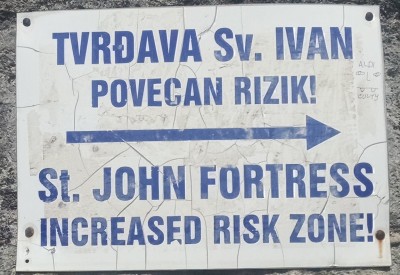 TVRĐAVA Sv. IVAN
POVEĆAN RIZIK!
St. JOHN FORTRESS
INCREASED RISK ZONE!